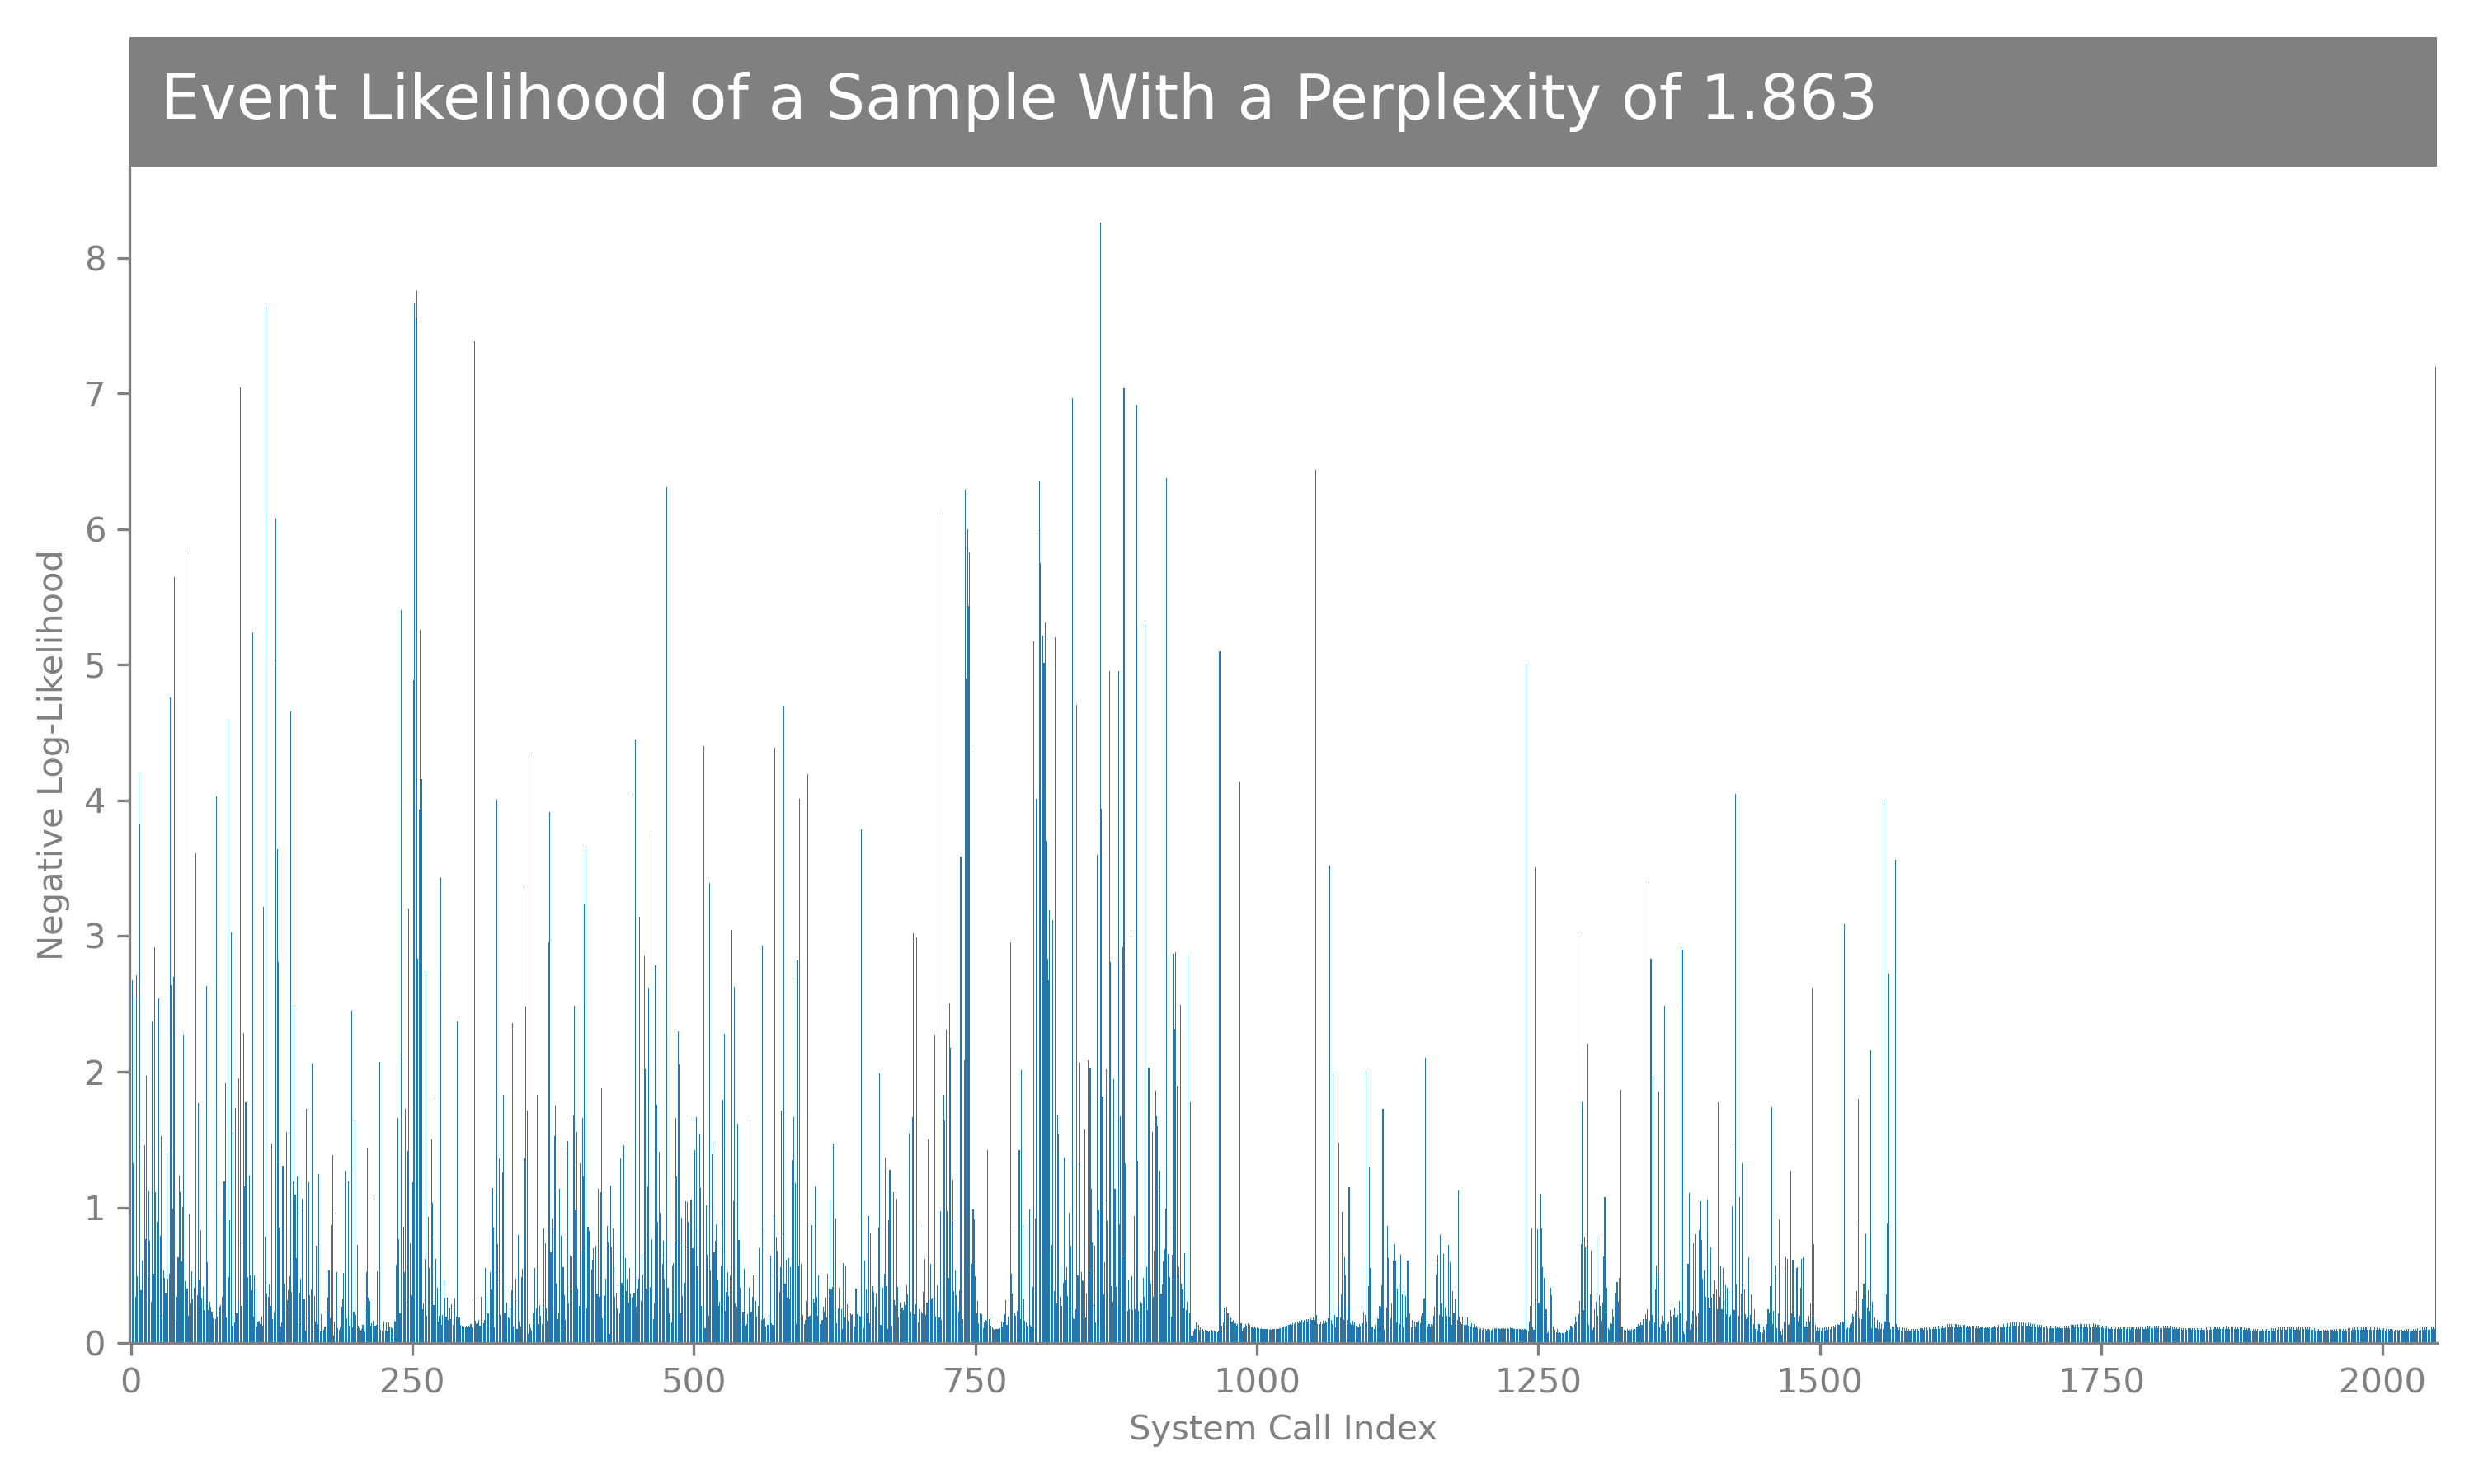 Event Likelihood of a Sample With a Perplexity of 1.863
8
7
6
5
4
3
2
1
0
Negative Log-Likelihood
0 250 500 750 1000 1250 1500 1750 2000
System Call Index